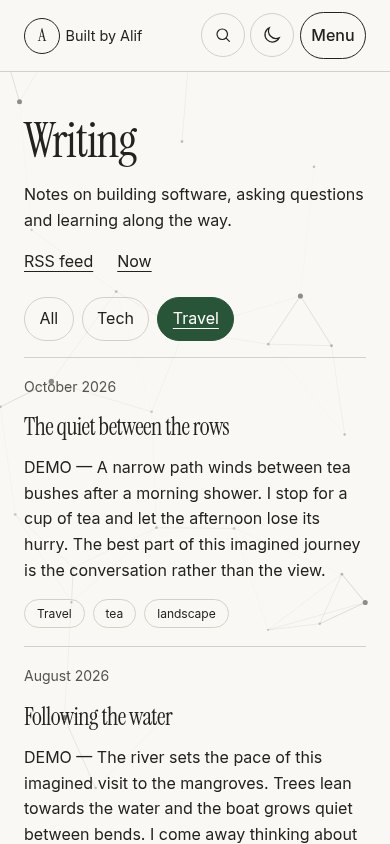 A Built by Alif Menu
Writing
Notes on building software, asking questions
and learning along the way.
RSS feed Now
All Tech Travel
October 2026
The quiet between the rows
DEMO — A narrow path winds between tea
bushes after a morning shower. I stop for a
cup of tea and let the afternoon lose its
hurry. The best part of this imagined journey
is the conversation rather than the view.
Travel tea landscape
August 2026
Following the water
DEMO — The river sets the pace of this
imagined visit to the mangroves. Trees lean
towards the water and the boat grows quiet
between bends. I come away thinking about